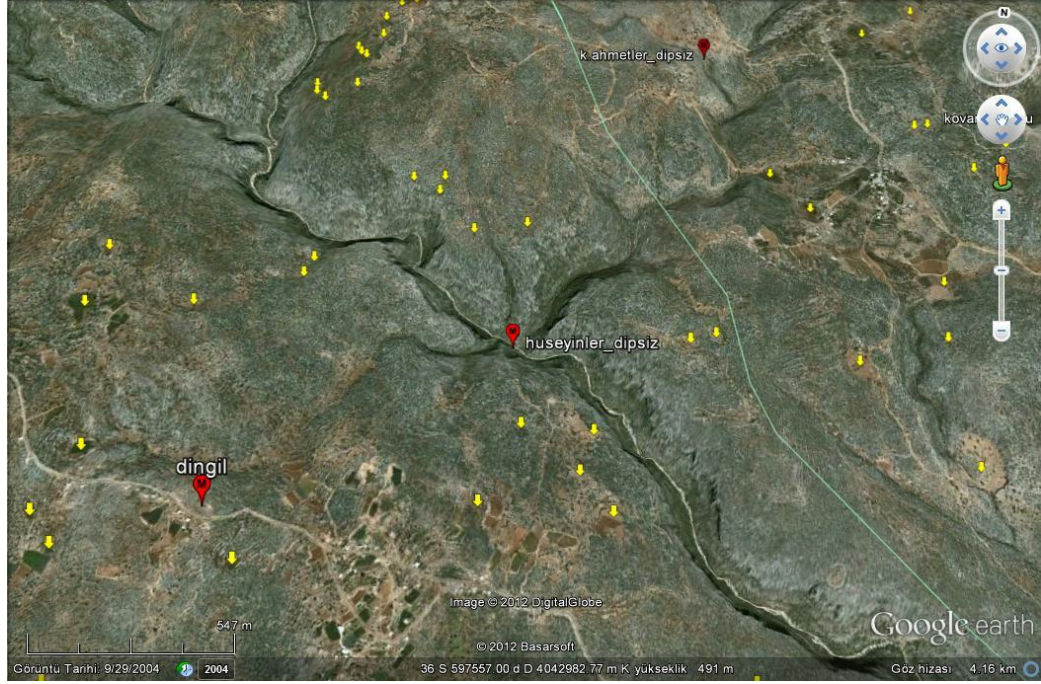 N
k.ahmetler_dipsiz
M
huseyinler_dipsiz
dingil
M
547 m
Image © 2012 DigitalGlobe
© 2012 Basarsoft
Google earth
Görüntü Tarihi: 9/29/2004
2004
36 S 597557.00 d D 4042982.77 m K yükseklik 491 m
Göz hizası 4,16 km